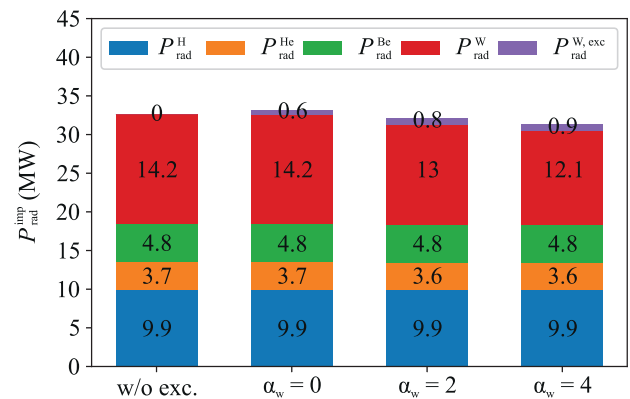 45
40
35
30
25
20
15
10
5
0
P_rad^imp (MW)
P_rad^H P_rad^He P_rad^Be P_rad^W P_rad^W, exc
0 0.6 0.8 0.9
14.2 14.2 13 12.1
4.8 4.8 4.8 4.8
3.7 3.7 3.6 3.6
9.9 9.9 9.9 9.9
w/o exc. α_w = 0 α_w = 2 α_w = 4